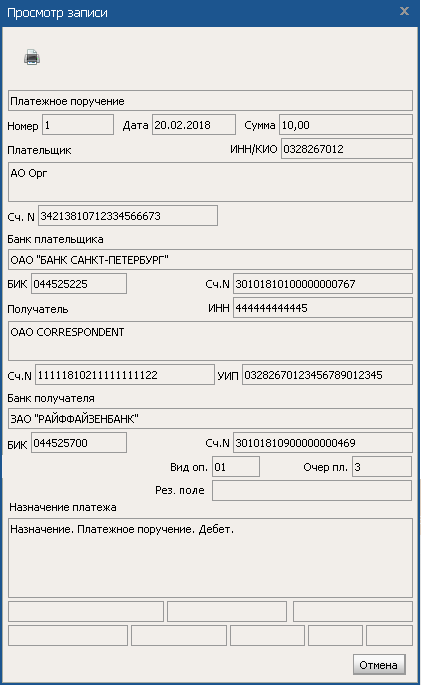 Просмотр записи x
Платежное поручение
Номер 1 Дата 20.02.2018 Сумма 10,00
Плательщик ИНН/КИО 0328267012
АО Орг
Сч. N 34213810712334566673
Банк плательщика
ОАО "БАНК САНКТ-ПЕТЕРБУРГ"
БИК 044525225 Сч.N 30101810100000000767
Получатель ИНН 444444444445
ОАО CORRESPONDENT
Сч.N 11111810211111111122 УИП 03282670123456789012345
Банк получателя
ЗАО "РАЙФФАЙЗЕНБАНК"
БИК 044525700 Сч.N 30101810900000000469
Вид оп. 01 Очер пл. 3
Рез. поле
Назначение платежа
Назначение. Платежное поручение. Дебет.
Отмена